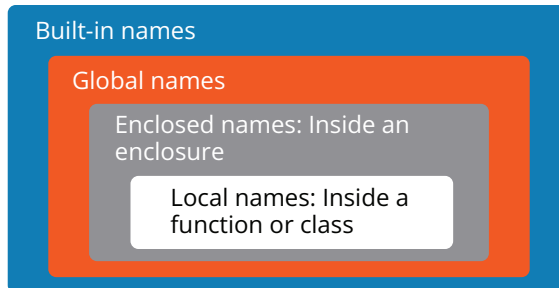 Built-in names
Global names
Enclosed names: Inside an
enclosure
Local names: Inside a
function or class